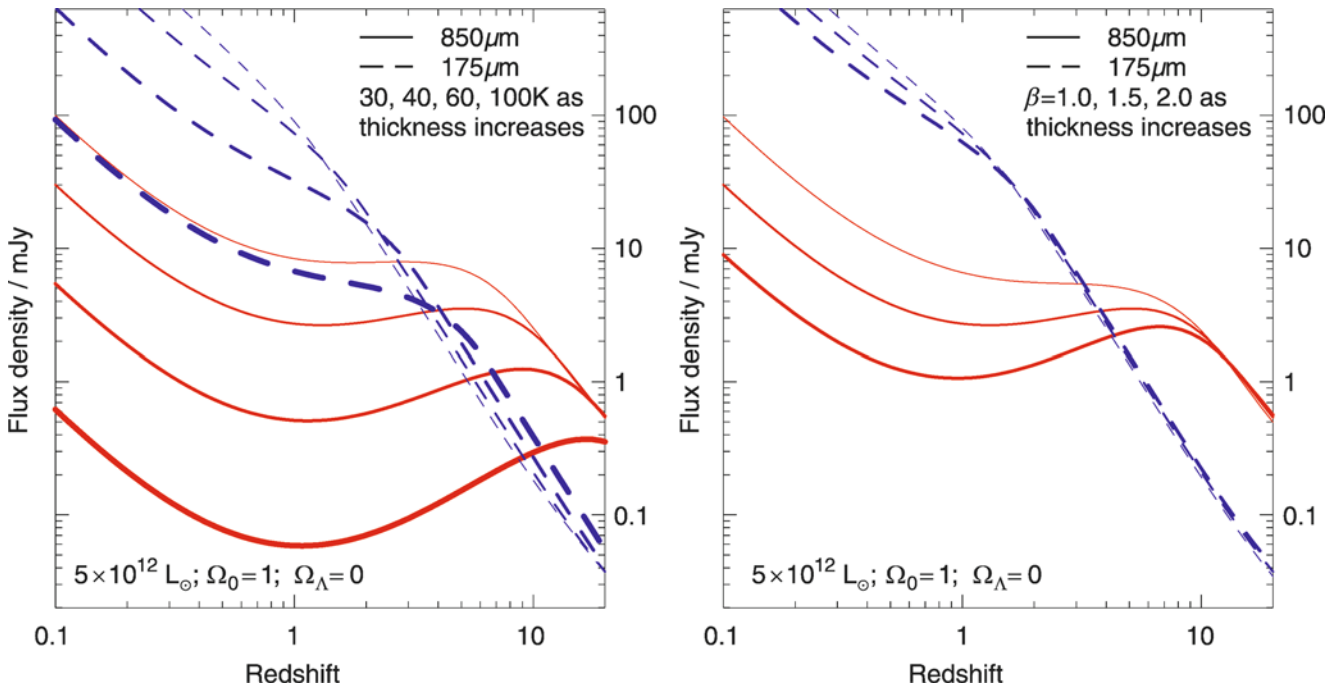 850μm
175μm
30, 40, 60, 100K as
thickness increases
100
10
1
0.1
Flux density / mJy
5×10¹² L☉; Ω₀=1; Ω_Λ=0
0.1
1
10
Redshift
850μm
175μm
β=1.0, 1.5, 2.0 as
thickness increases
100
10
1
0.1
Flux density / mJy
5×10¹² L☉; Ω₀=1; Ω_Λ=0
0.1
1
10
Redshift